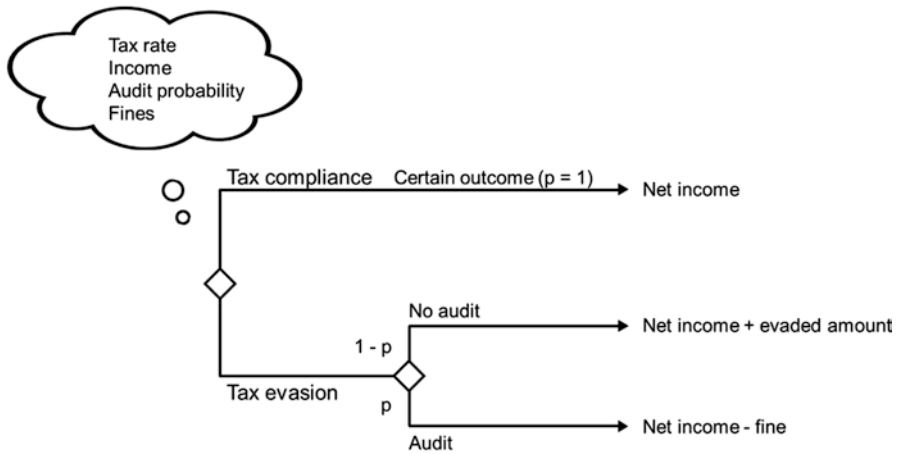 Tax rate
Income
Audit probability
Fines
Tax compliance Certain outcome (p = 1)
Net income
No audit
Net income + evaded amount
1 - p
Tax evasion
p
Net income - fine
Audit